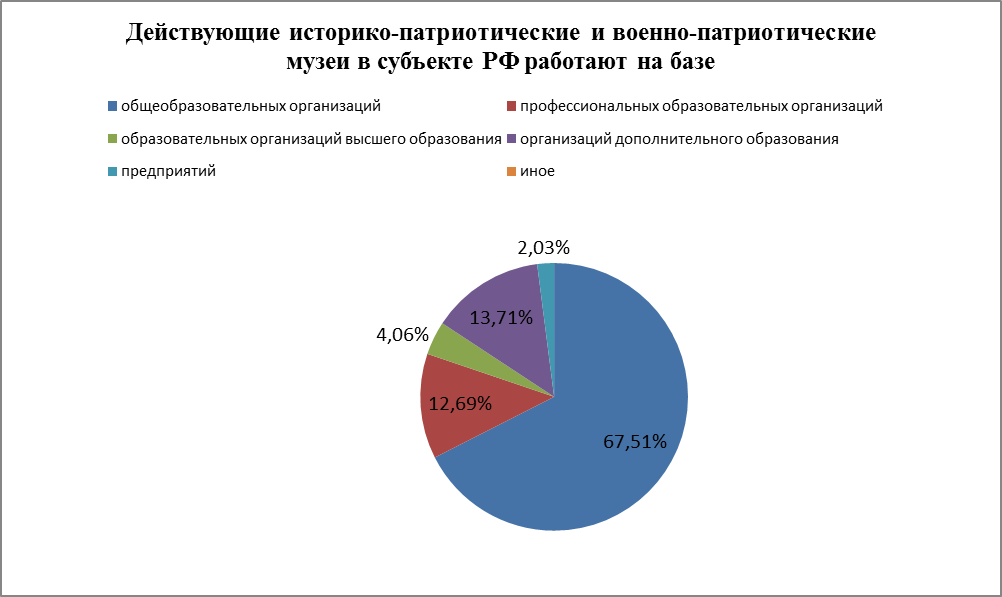 Действующие историко-патриотические и военно-патриотические
музеи в субъекте РФ работают на базе
общеобразовательных организаций
профессиональных образовательных организаций
образовательных организаций высшего образования
организаций дополнительного образования
предприятий
иное
2,03%
13,71%
4,06%
12,69%
67,51%